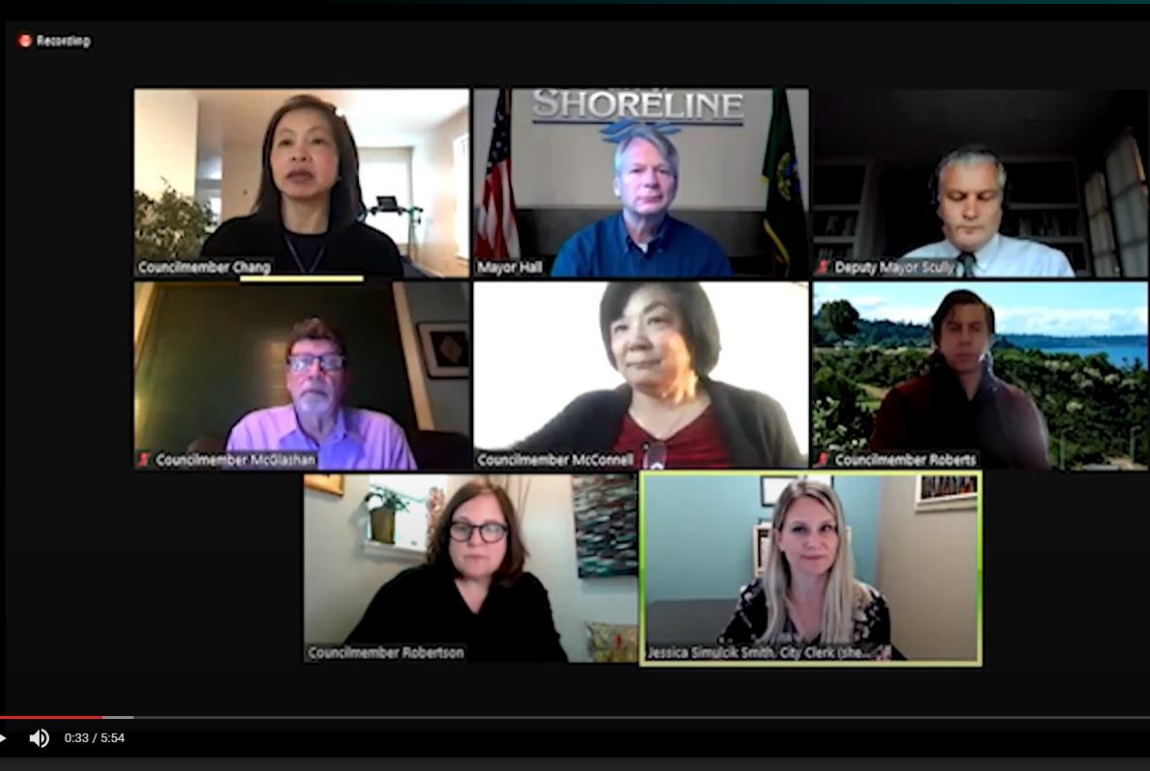 Recording
SHORELINE
Councilmember Chang
Mayor Hall
Deputy Mayor Scully
Councilmember McGlashan
Councilmember McConnell
Councilmember Roberts
Councilmember Robertson
Jessica Simulcik Smith, City Clerk (she...
0:33 / 5:54